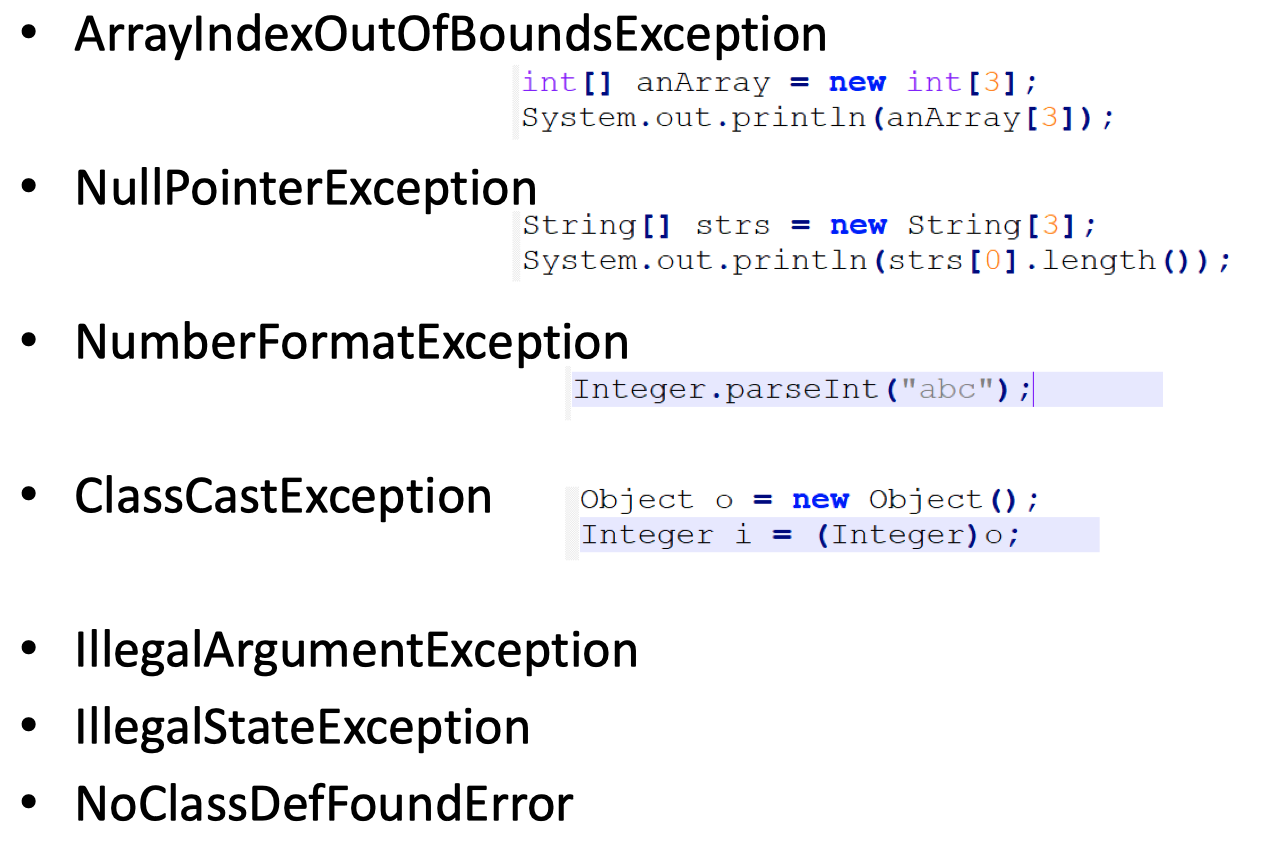 • ArrayIndexOutOfBoundsException
int[] anArray = new int[3];
System.out.println(anArray[3]);
• NullPointerException
String[] strs = new String[3];
System.out.println(strs[0].length());
• NumberFormatException
Integer.parseInt("abc");
• ClassCastException
Object o = new Object();
Integer i = (Integer)o;
• IllegalArgumentException
• IllegalStateException
• NoClassDefFoundError